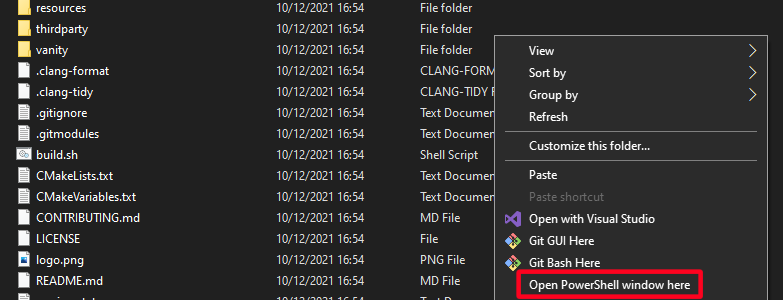 resources 10/12/2021 16:54 File folder
thirdparty 10/12/2021 16:54 File folder
vanity 10/12/2021 16:54 File folder
.clang-format 10/12/2021 16:54 CLANG-FORM
.clang-tidy 10/12/2021 16:54 CLANG-TIDY
.gitignore 10/12/2021 16:54 Text Docume
.gitmodules 10/12/2021 16:54 Text Docume
build.sh 10/12/2021 16:54 Shell Script
CMakeLists.txt 10/12/2021 16:54 Text Docume
CMakeVariables.txt 10/12/2021 16:54 Text Docume
CONTRIBUTING.md 10/12/2021 16:54 MD File
LICENSE 10/12/2021 16:54 File
logo.png 10/12/2021 16:54 PNG File
README.md 10/12/2021 16:54 MD File
View
Sort by
Group by
Refresh
Customize this folder...
Paste
Paste shortcut
Open with Visual Studio
Git GUI Here
Git Bash Here
Open PowerShell window here